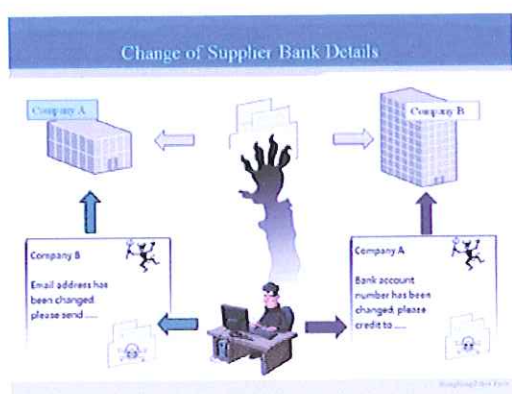 Change of Supplier Bank Details
Company A
Company B
Company B
Email address has
been changed,
please send .....
Company A
Bank account
number has been
changed, please
credit to .....